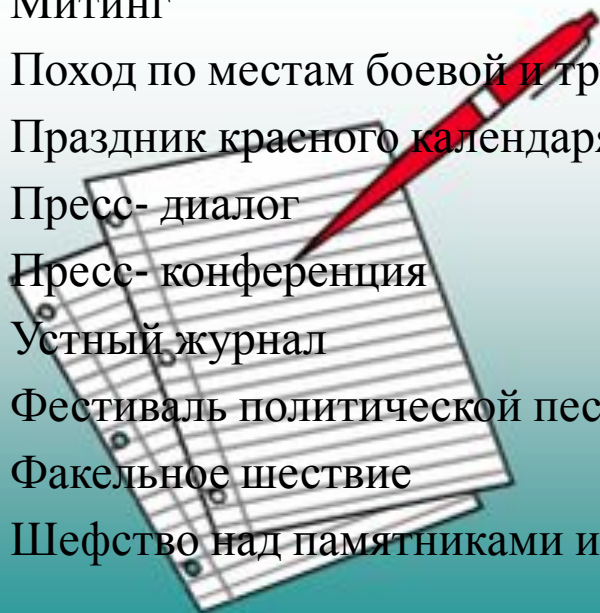 Митинг
Поход по местам боевой и
Праздник красного
Пресс- диалог
Пресс- конференция
Устный журнал
Фестиваль политической
Факельное шествие
Шефство над памятниками и